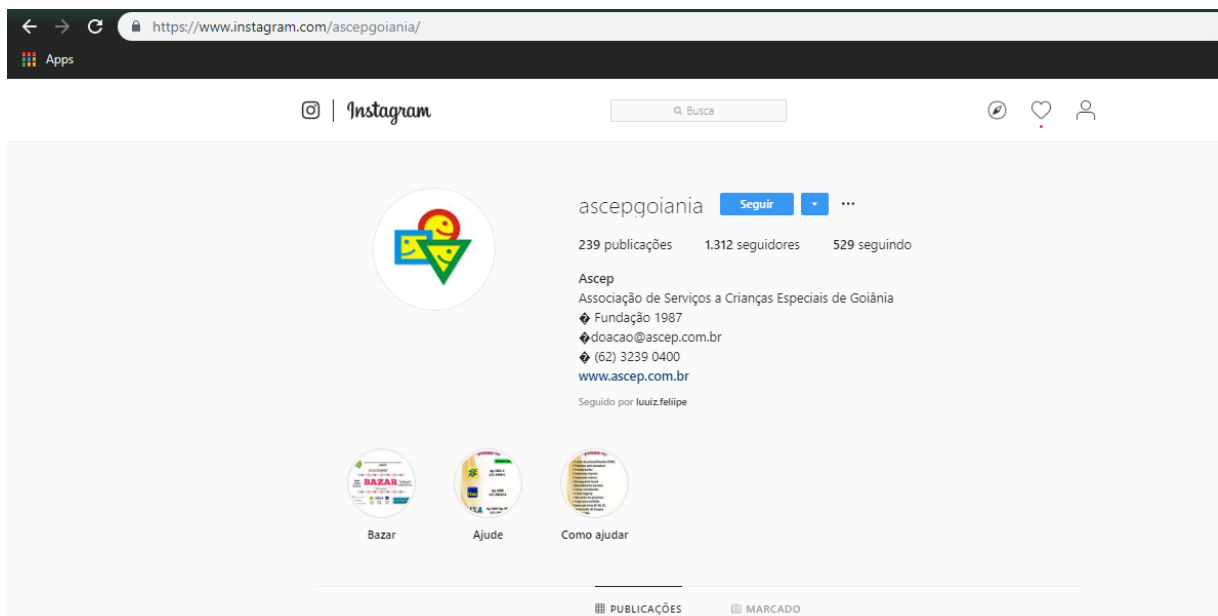 https://www.instagram.com/ascepgoiania/
Apps
Instagram
Busca
ascepgoiania Seguir
239 publicações 1.312 seguidores 529 seguindo
Ascep
Associação de Serviços a Crianças Especiais de Goiânia
� Fundação 1987
�doacao@ascep.com.br
� (62) 3239 0400
www.ascep.com.br
Seguido por luuiz.feliipe
BAZAR
Bazar Ajude Como ajudar
PUBLICAÇÕES MARCADO